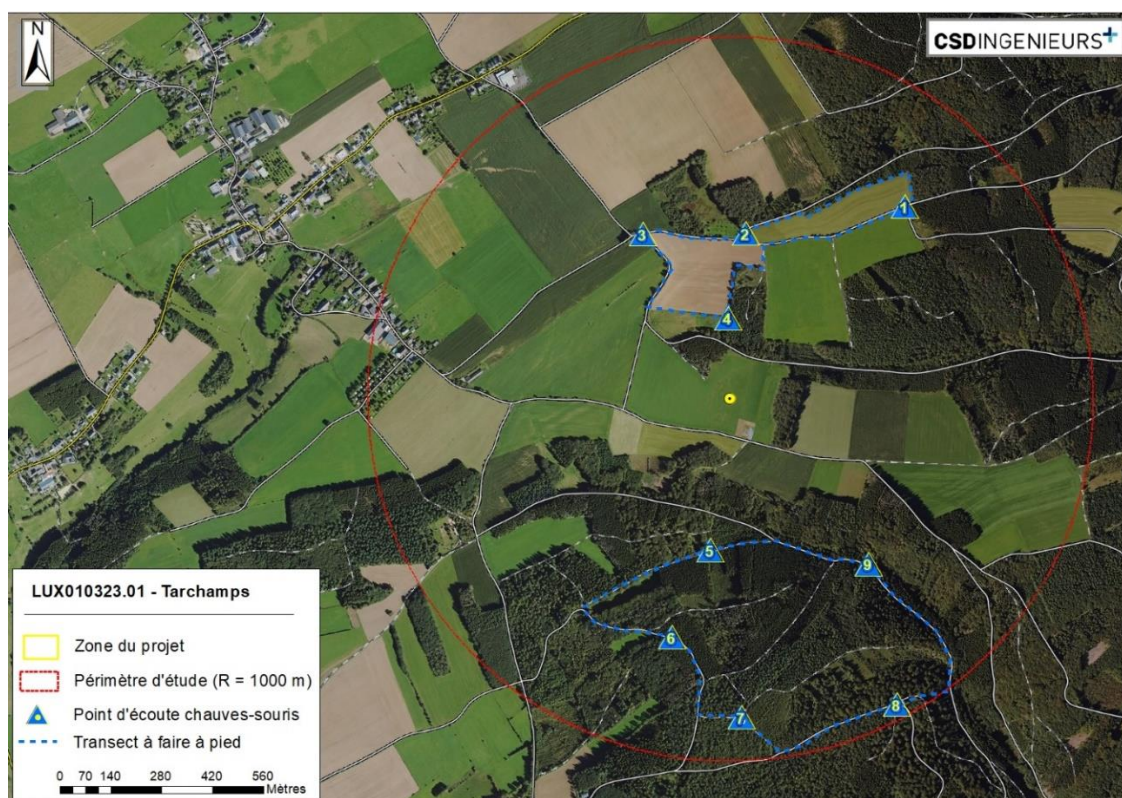 N
CSDINGENIEURS+
1
2
3
4
5
9
6
7
8
LUX010323.01 - Tarchamps
Zone du projet
Périmètre d'étude (R = 1000 m)
Point d'écoute chauves-souris
Transect à faire à pied
0 70 140 280 420 560
Mètres